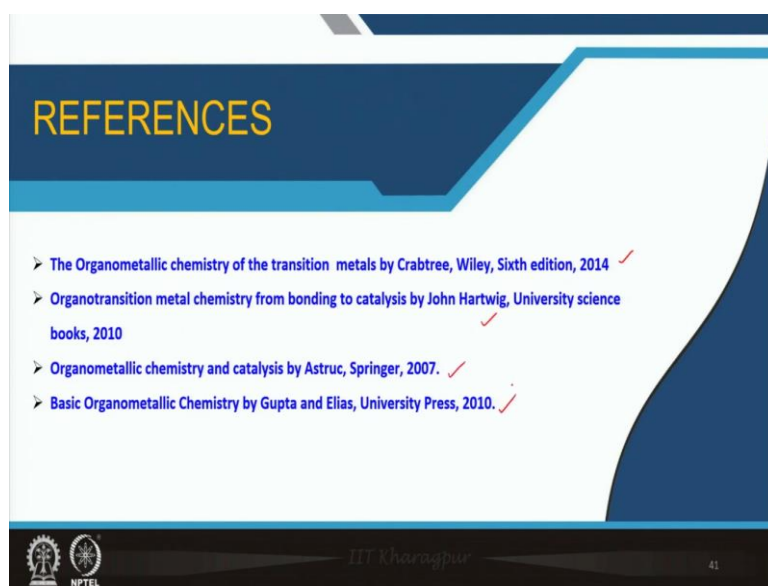 REFERENCES
The Organometallic chemistry of the transition metals by Crabtree, Wiley, Sixth edition, 2014
Organotransition metal chemistry from bonding to catalysis by John Hartwig, University science
books, 2010
Organometallic chemistry and catalysis by Astruc, Springer, 2007.
Basic Organometallic Chemistry by Gupta and Elias, University Press, 2010.
IIT Kharagpur
41
NPTEL